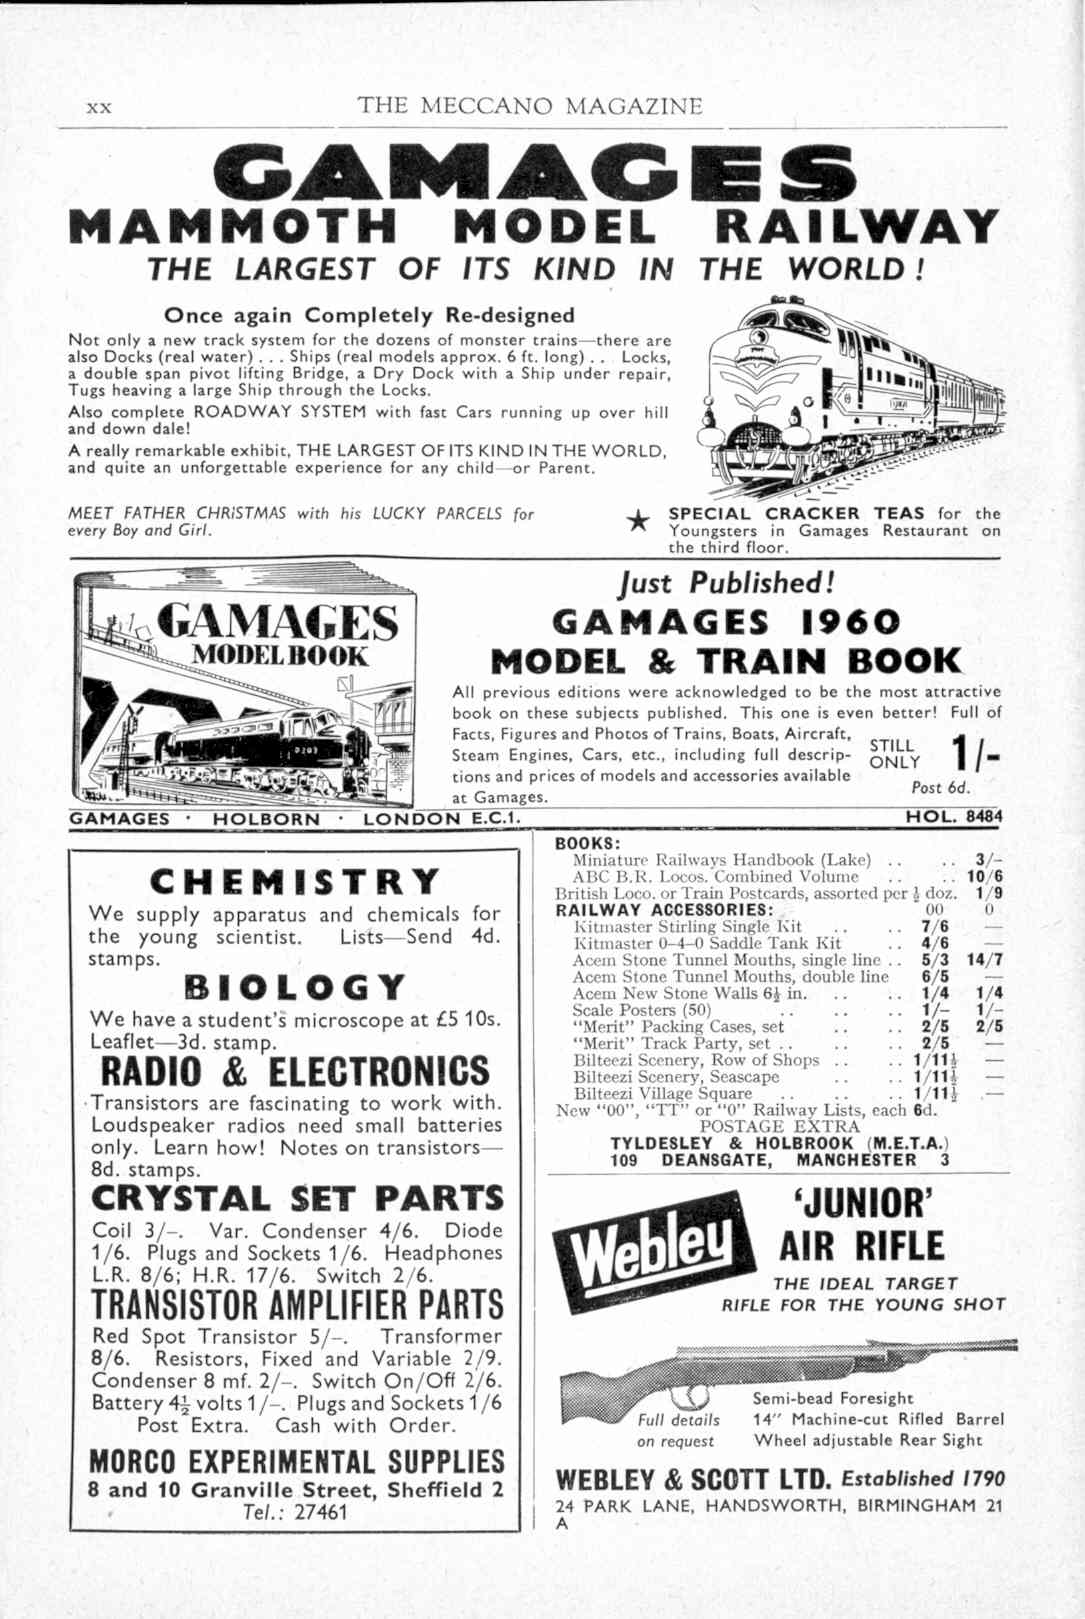 xx
THE MECCANO MAGAZINE
GAMAGES
MAMMOTH MODEL RAILWAY
THE LARGEST OF ITS KIND IN THE WORLD !
Once again Completely Re-designed
Not only a new track system for the dozens of monster trains—there are
also Docks (real water) . . . Ships (real models approx. 6 ft. long) . . Locks,
a double span pivot lifting Bridge, a Dry Dock with a Ship under repair,
Tugs heaving a large Ship through the Locks.
Also complete ROADWAY SYSTEM with fast Cars running up over hill
and down dale!
A really remarkable exhibit, THE LARGEST OF ITS KIND IN THE WORLD,
and quite an unforgettable experience for any child—or Parent.
MEET FATHER CHRISTMAS with his LUCKY PARCELS for
every Boy and Girl.
★ SPECIAL CRACKER TEAS for the
Youngsters in Gamages Restaurant on
the third floor.
GAMAGES
MODEL BOOK
D203
Just Published!
GAMAGES 1960
MODEL & TRAIN BOOK
All previous editions were acknowledged to be the most attractive
book on these subjects published. This one is even better! Full of
Facts, Figures and Photos of Trains, Boats, Aircraft,
Steam Engines, Cars, etc., including full descrip-
tions and prices of models and accessories available
at Gamages.
STILL
ONLY 1/-
Post 6d.
GAMAGES · HOLBORN · LONDON E.C.1. HOL. 8484
CHEMISTRY
We supply apparatus and chemicals for
the young scientist. Lists—Send 4d.
stamps.
BIOLOGY
We have a student's microscope at £5 10s.
Leaflet—3d. stamp.
RADIO & ELECTRONICS
Transistors are fascinating to work with.
Loudspeaker radios need small batteries
only. Learn how! Notes on transistors—
8d. stamps.
CRYSTAL SET PARTS
Coil 3/–. Var. Condenser 4/6. Diode
1/6. Plugs and Sockets 1/6. Headphones
L.R. 8/6; H.R. 17/6. Switch 2/6.
TRANSISTOR AMPLIFIER PARTS
Red Spot Transistor 5/–. Transformer
8/6. Resistors, Fixed and Variable 2/9.
Condenser 8 mf. 2/–. Switch On/Off 2/6.
Battery 4½ volts 1/–. Plugs and Sockets 1/6
Post Extra. Cash with Order.
MORCO EXPERIMENTAL SUPPLIES
8 and 10 Granville Street, Sheffield 2
Tel.: 27461
BOOKS:
Miniature Railways Handbook (Lake) .. .. 3/–
ABC B.R. Locos. Combined Volume .. .. 10/6
British Loco. or Train Postcards, assorted per ½ doz. 1/9
RAILWAY ACCESSORIES: 00 0
Kitmaster Stirling Single Kit .. .. 7/6 —
Kitmaster 0–4–0 Saddle Tank Kit .. 4/6 —
Acem Stone Tunnel Mouths, single line .. 5/3 14/7
Acem Stone Tunnel Mouths, double line 6/5 —
Acem New Stone Walls 6½ in. .. .. 1/4 1/4
Scale Posters (50) .. .. .. 1/– 1/–
"Merit" Packing Cases, set .. .. 2/5 2/5
"Merit" Track Party, set .. .. .. 2/5 —
Bilteezi Scenery, Row of Shops .. .. 1/11½ —
Bilteezi Scenery, Seascape .. .. 1/11½ —
Bilteezi Village Square .. .. .. 1/11½ —
New "00", "TT" or "0" Railway Lists, each 6d.
POSTAGE EXTRA
TYLDESLEY & HOLBROOK (M.E.T.A.)
109 DEANSGATE, MANCHESTER 3
Webley
'JUNIOR'
AIR RIFLE
THE IDEAL TARGET
RIFLE FOR THE YOUNG SHOT
Full details
on request
Semi-bead Foresight
14" Machine-cut Rifled Barrel
Wheel adjustable Rear Sight
WEBLEY & SCOTT LTD. Established 1790
24 PARK LANE, HANDSWORTH, BIRMINGHAM 21
A